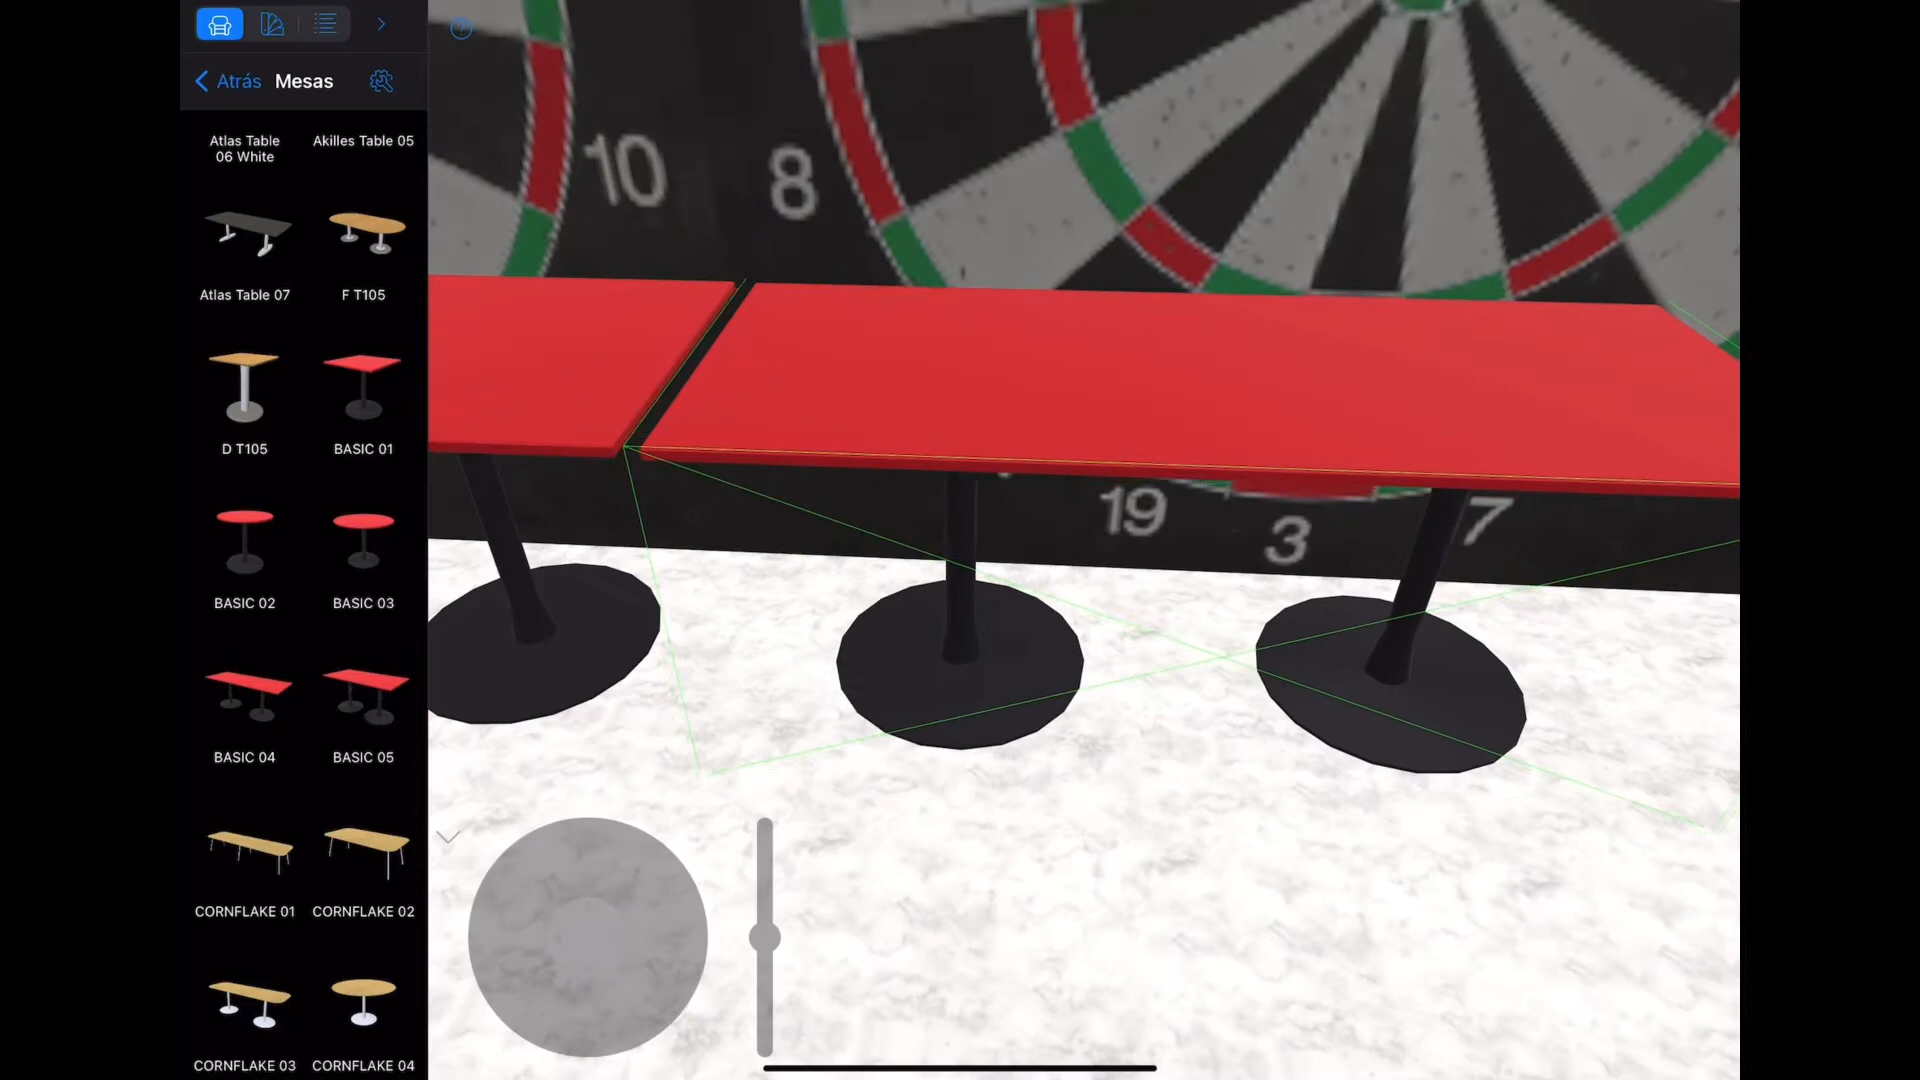 Atrás Mesas
Atlas Table
06 White
Akilles Table 05
Atlas Table 07
F T105
D T105
BASIC 01
BASIC 02
BASIC 03
BASIC 04
BASIC 05
CORNFLAKE 01
CORNFLAKE 02
CORNFLAKE 03
CORNFLAKE 04
?
10
8
19
3
7